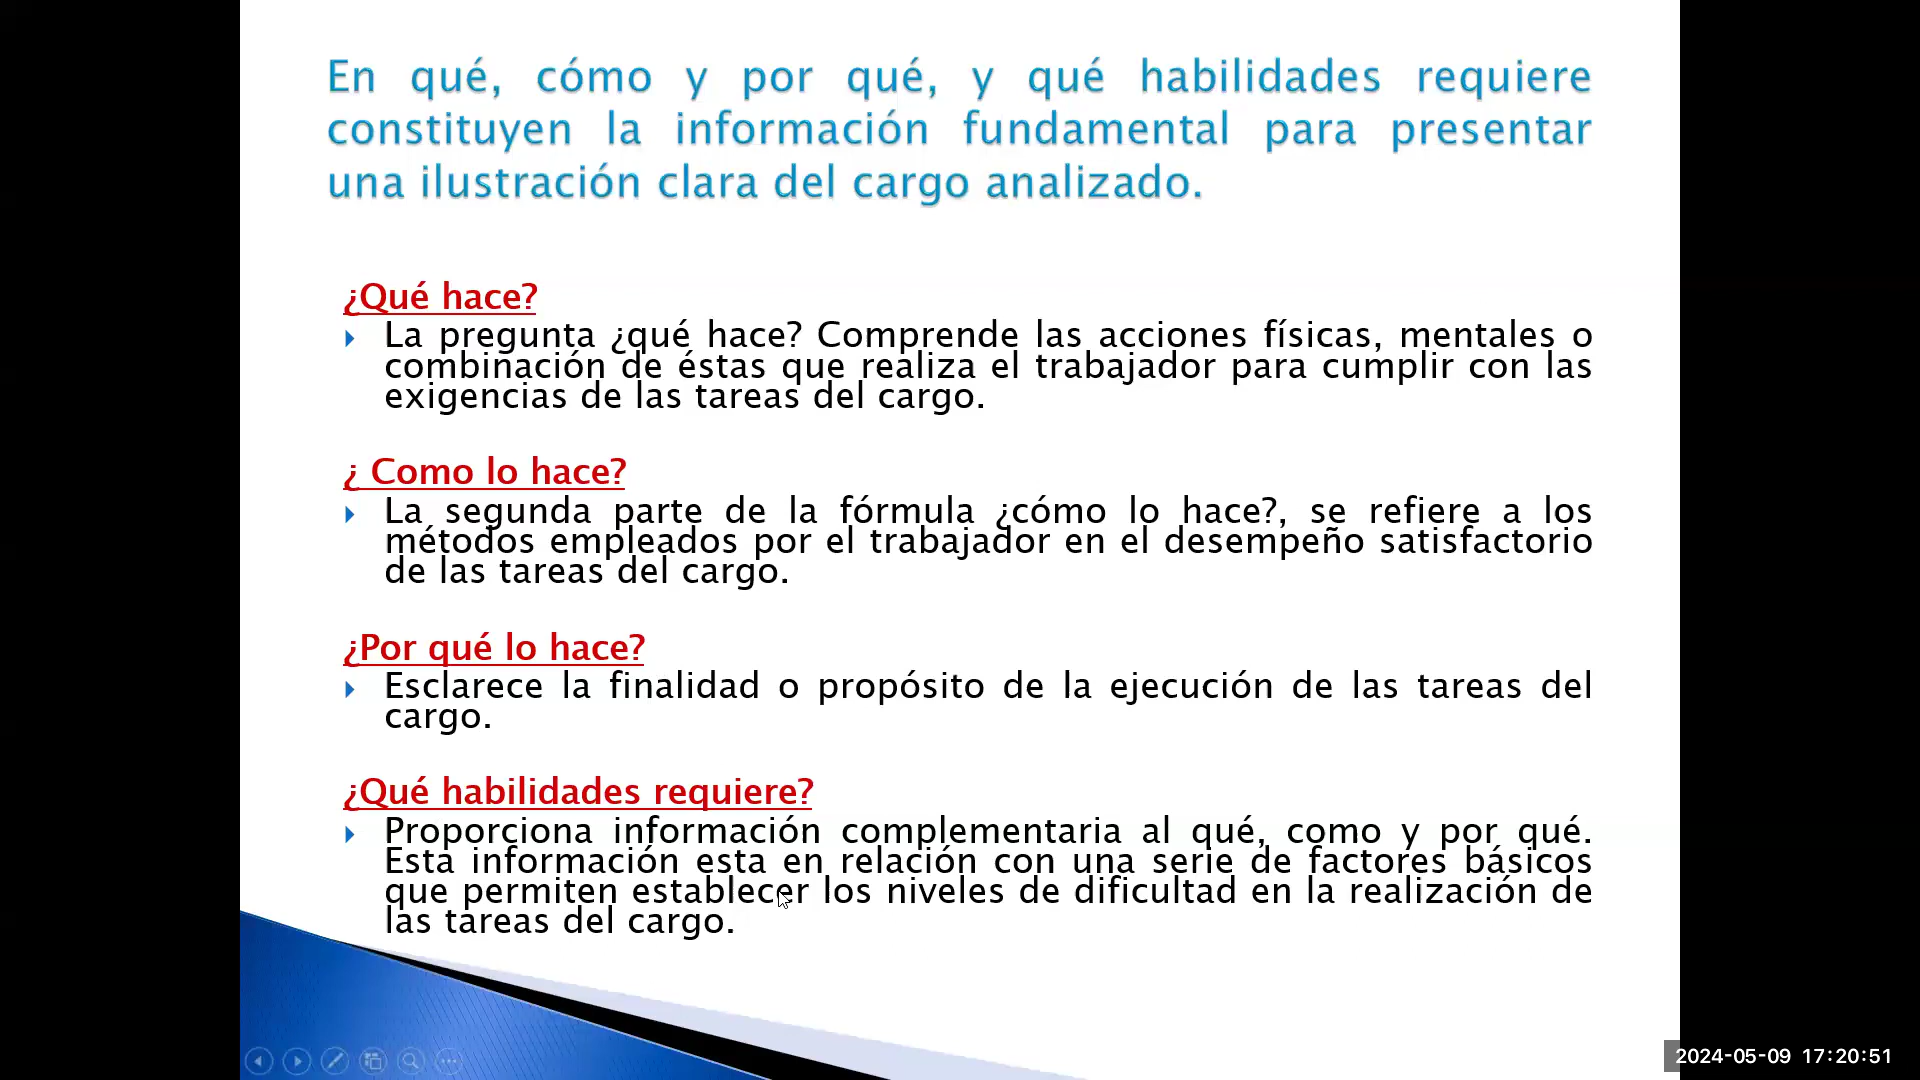 En qué, cómo y por qué, y qué habilidades requiere
constituyen la información fundamental para presentar
una ilustración clara del cargo analizado.
¿Qué hace?
La pregunta ¿qué hace? Comprende las acciones físicas, mentales o
combinación de éstas que realiza el trabajador para cumplir con las
exigencias de las tareas del cargo.
¿ Como lo hace?
La segunda parte de la fórmula ¿cómo lo hace?, se refiere a los
métodos empleados por el trabajador en el desempeño satisfactorio
de las tareas del cargo.
¿Por qué lo hace?
Esclarece la finalidad o propósito de la ejecución de las tareas del
cargo.
¿Qué habilidades requiere?
Proporciona información complementaria al qué, como y por qué.
Esta información esta en relación con una serie de factores básicos
que permiten establecer los niveles de dificultad en la realización de
las tareas del cargo.
2024-05-09 17:20:51